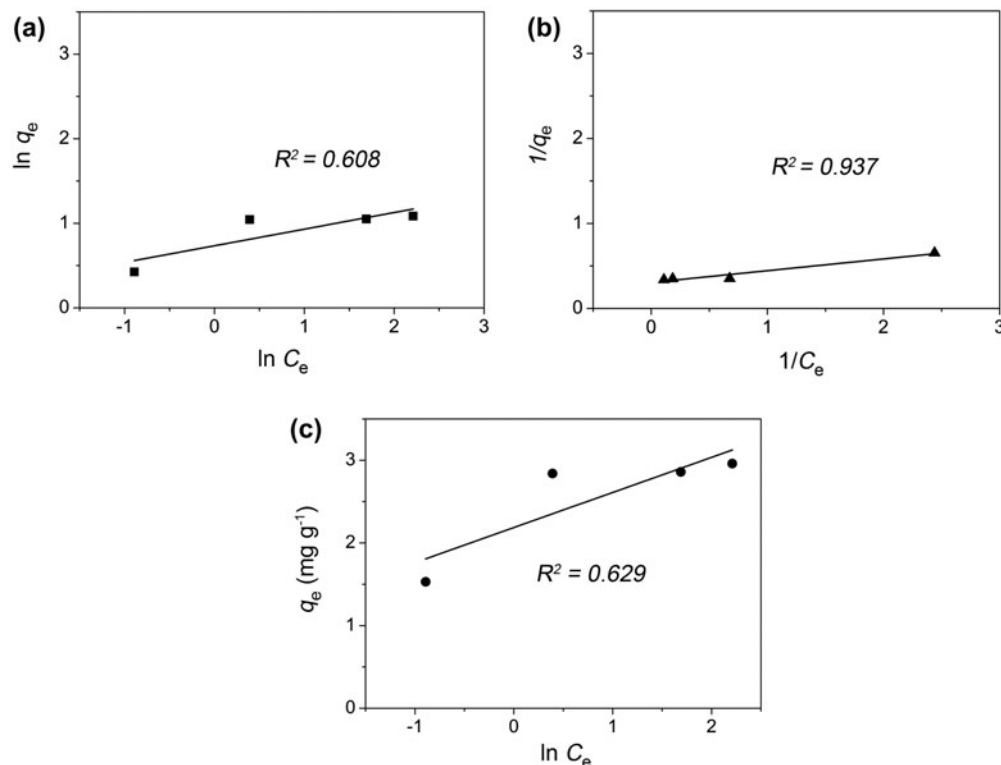 (a)
3
2
1
0
ln qₑ
R² = 0.608
-1
0
1
2
3
ln Cₑ
(b)
3
2
1
0
1/qₑ
R² = 0.937
0
1
2
3
1/Cₑ
(c)
3
2
1
0
qₑ (mg g⁻¹)
R² = 0.629
-1
0
1
2
ln Cₑ